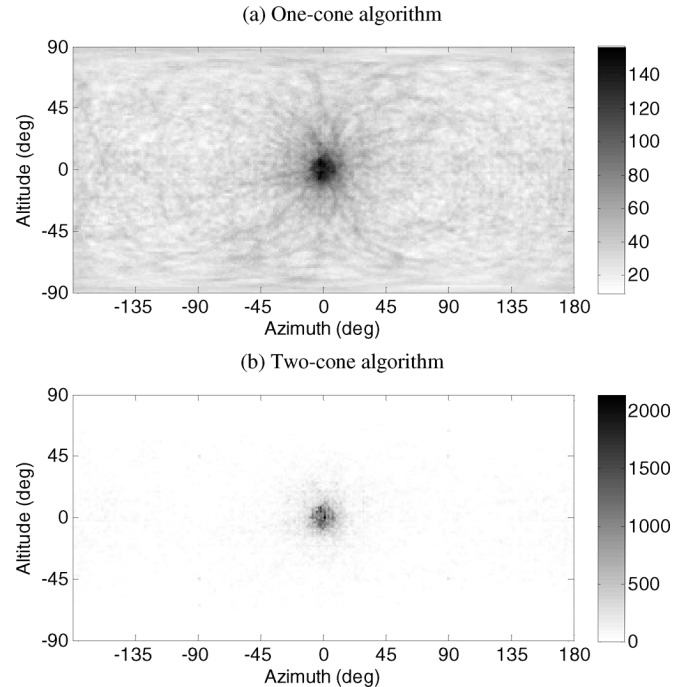 (a) One-cone algorithm
90
45
0
-45
-90
Altitude (deg)
-135 -90 -45 0 45 90 135 180
Azimuth (deg)
140
120
100
80
60
40
20
(b) Two-cone algorithm
90
45
0
-45
-90
Altitude (deg)
-135 -90 -45 0 45 90 135 180
Azimuth (deg)
2000
1500
1000
500
0